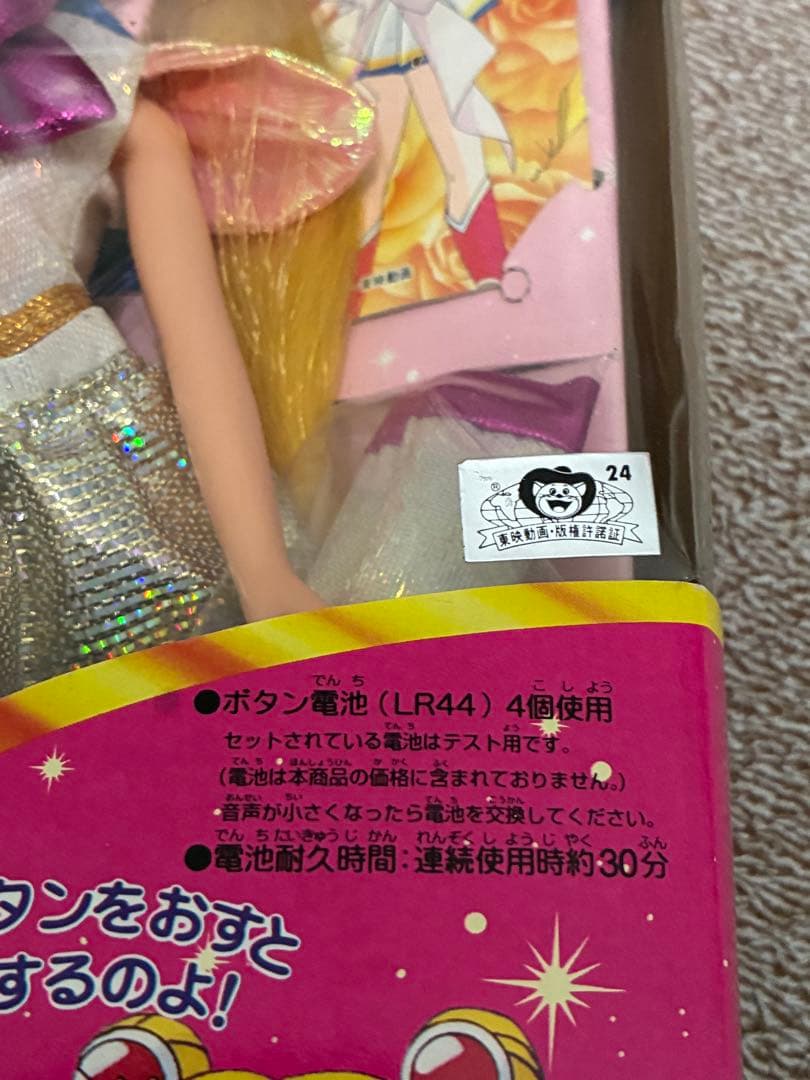 東映動画
24
®
東映動画・版権許諾証
●ボタン電池(LR44)4個使用
セットされている電池はテスト用です。
(電池は本商品の価格に含まれておりません。)
音声が小さくなったら電池を交換してください。
●電池耐久時間:連続使用時約30分
タンをおすと
するのよ!